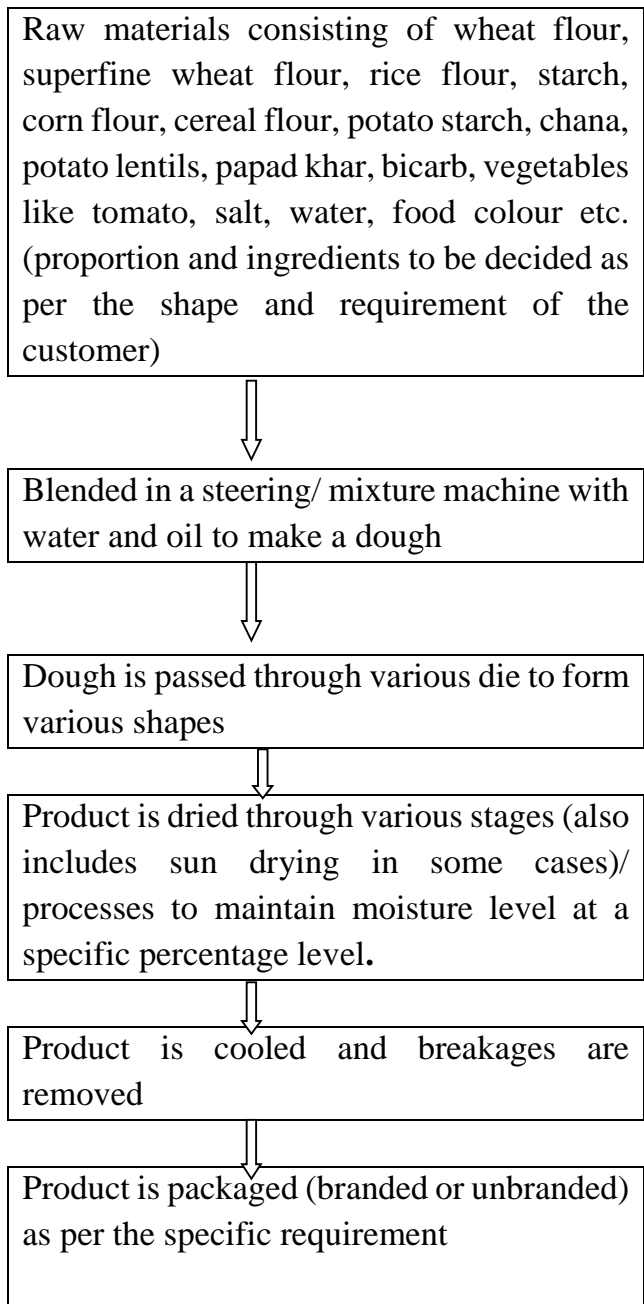 Raw materials consisting of wheat flour,
superfine wheat flour, rice flour, starch,
corn flour, cereal flour, potato starch, chana,
potato lentils, papad khar, bicarb, vegetables
like tomato, salt, water, food colour etc.
(proportion and ingredients to be decided as
per the shape and requirement of the
customer)
Blended in a steering/ mixture machine with
water and oil to make a dough
Dough is passed through various die to form
various shapes
Product is dried through various stages (also
includes sun drying in some cases)/
processes to maintain moisture level at a
specific percentage level.
Product is cooled and breakages are
removed
Product is packaged (branded or unbranded)
as per the specific requirement